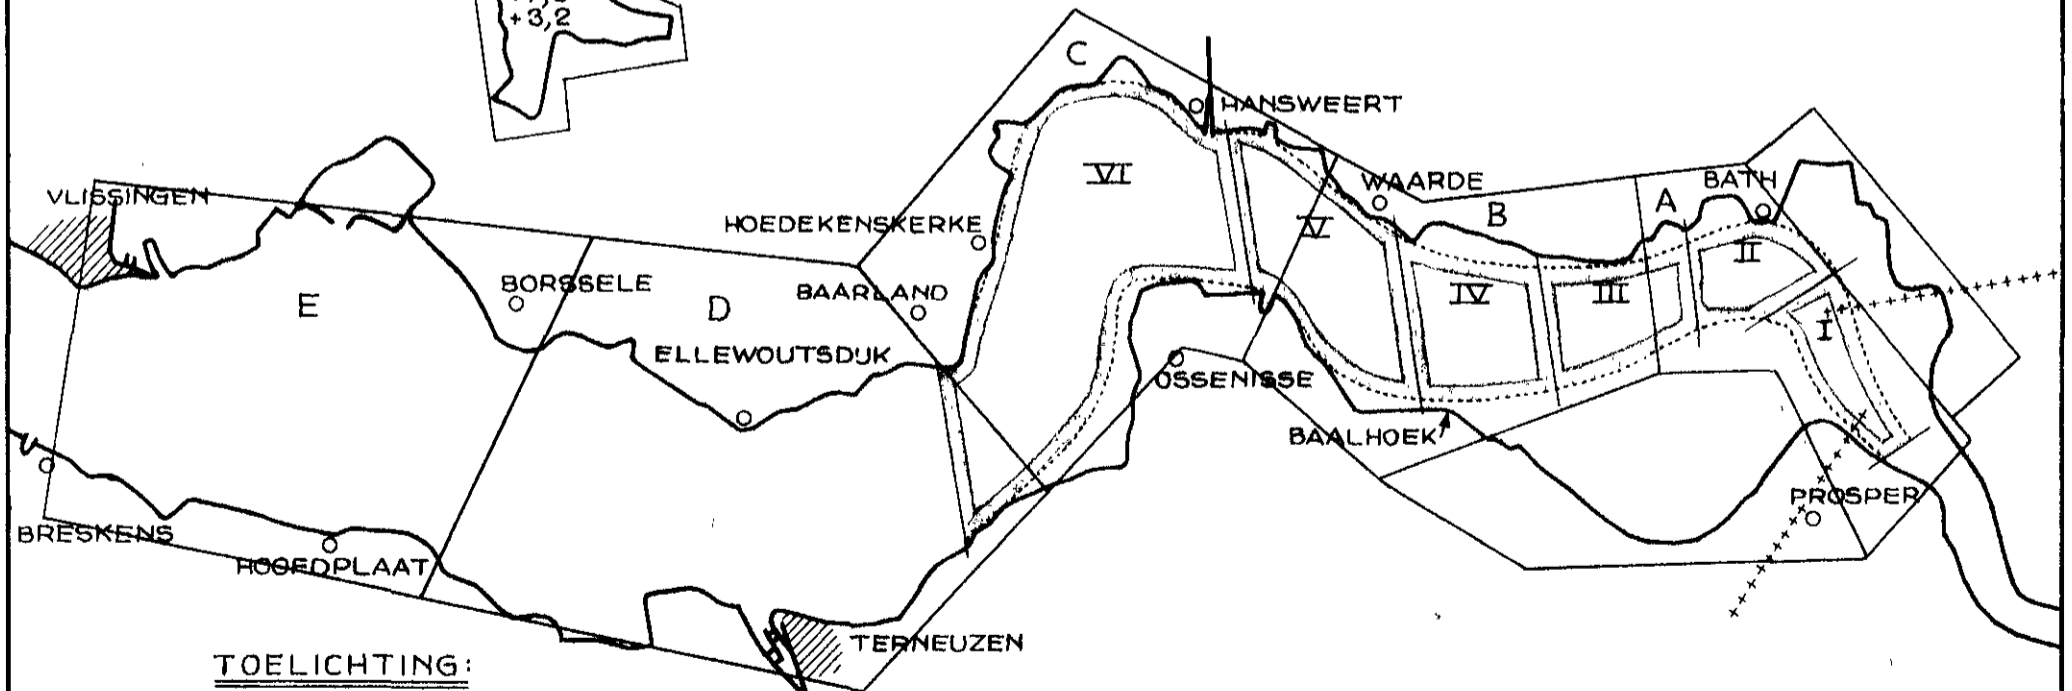 +3,2
C
HANSWEERT
VI
VLISSINGEN
WAARDE
BATH
HOEDEKENSKERKE
V
B
A
II
BORSSELE
BAARLAND
E
D
IV
III
I
ELLEWOUTSDIJK
OSSENISSE
BAALHOEK
PROSPER
BRESKENS
HOOFDPLAAT
TERNEUZEN
TOELICHTING: